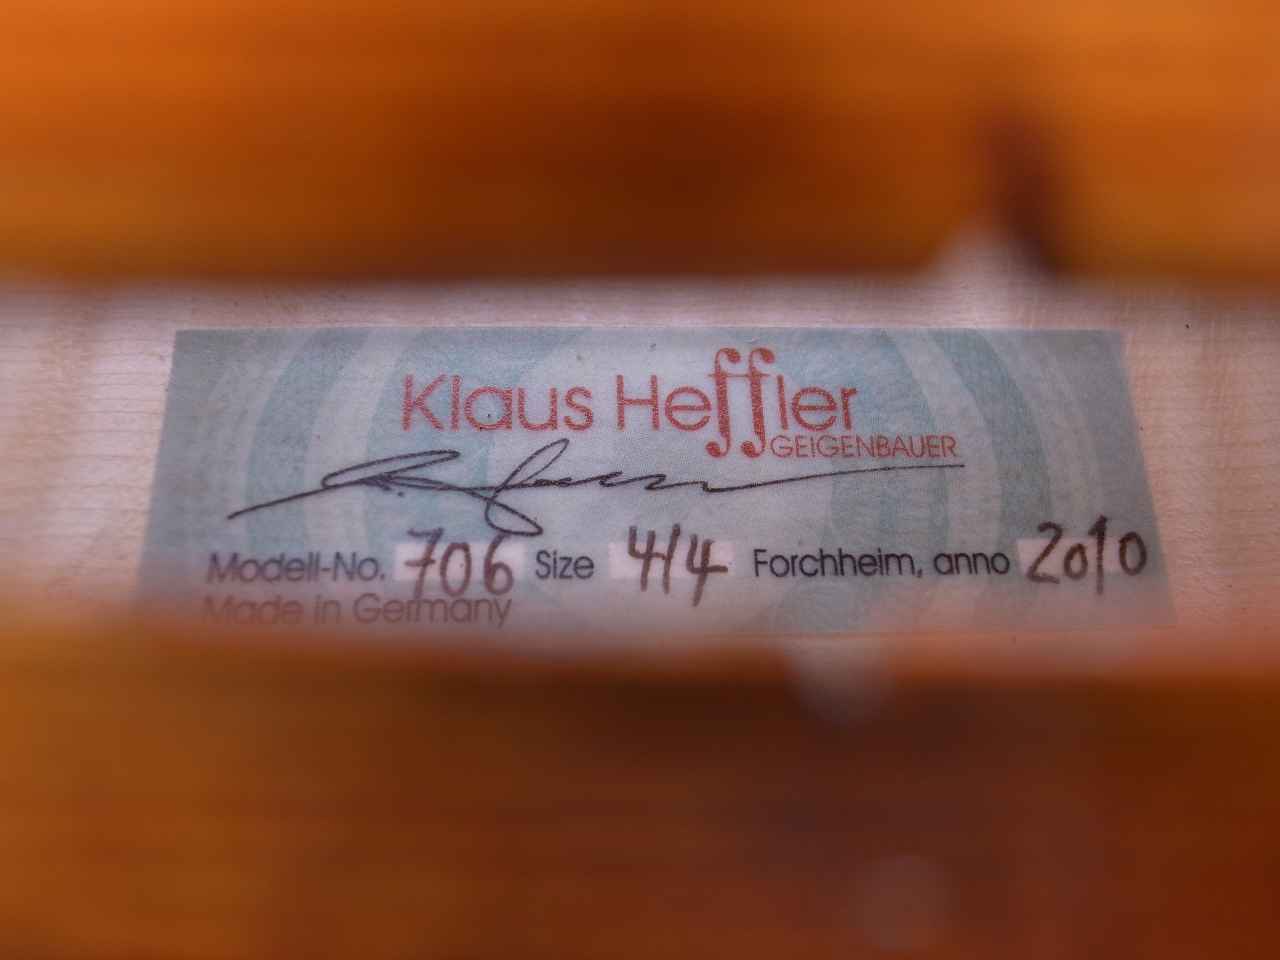 Klaus Heffler
GEIGENBAUER
Modell-No. 706 Size 4/4 Forchheim, anno 2010
Made in Germany